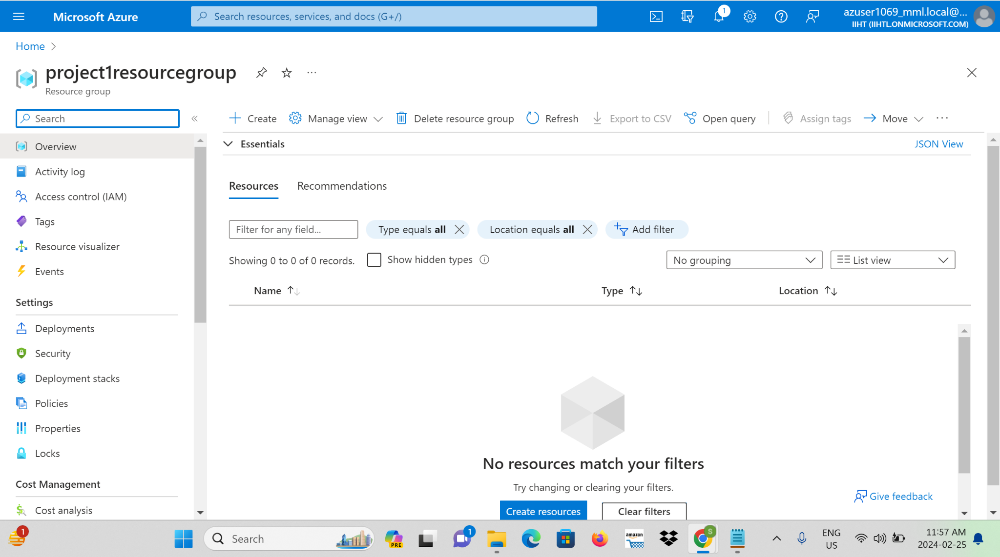 Microsoft Azure
Search resources, services, and docs (G+/)
1
azuser1069_mml.local@...
IIHT (IIHTL.ONMICROSOFT.COM)
Home
project1resourcegroup
...
Resource group
Search
«
Create
Manage view
Delete resource group
Refresh
Export to CSV
Open query
Assign tags
Move
...
Overview
Activity log
Access control (IAM)
Tags
Resource visualizer
Events
Settings
Deployments
Security
Deployment stacks
Policies
Properties
Locks
Cost Management
Cost analysis
Essentials
JSON View
Resources
Recommendations
Filter for any field...
Type equals all
Location equals all
Add filter
Showing 0 to 0 of 0 records.
Show hidden types
No grouping
List view
Name
Type
Location
No resources match your filters
Try changing or clearing your filters.
Create resources
Clear filters
Give feedback
1
Search
PRE
1
amazon
S
ENG
US
11:57 AM
2024-02-25